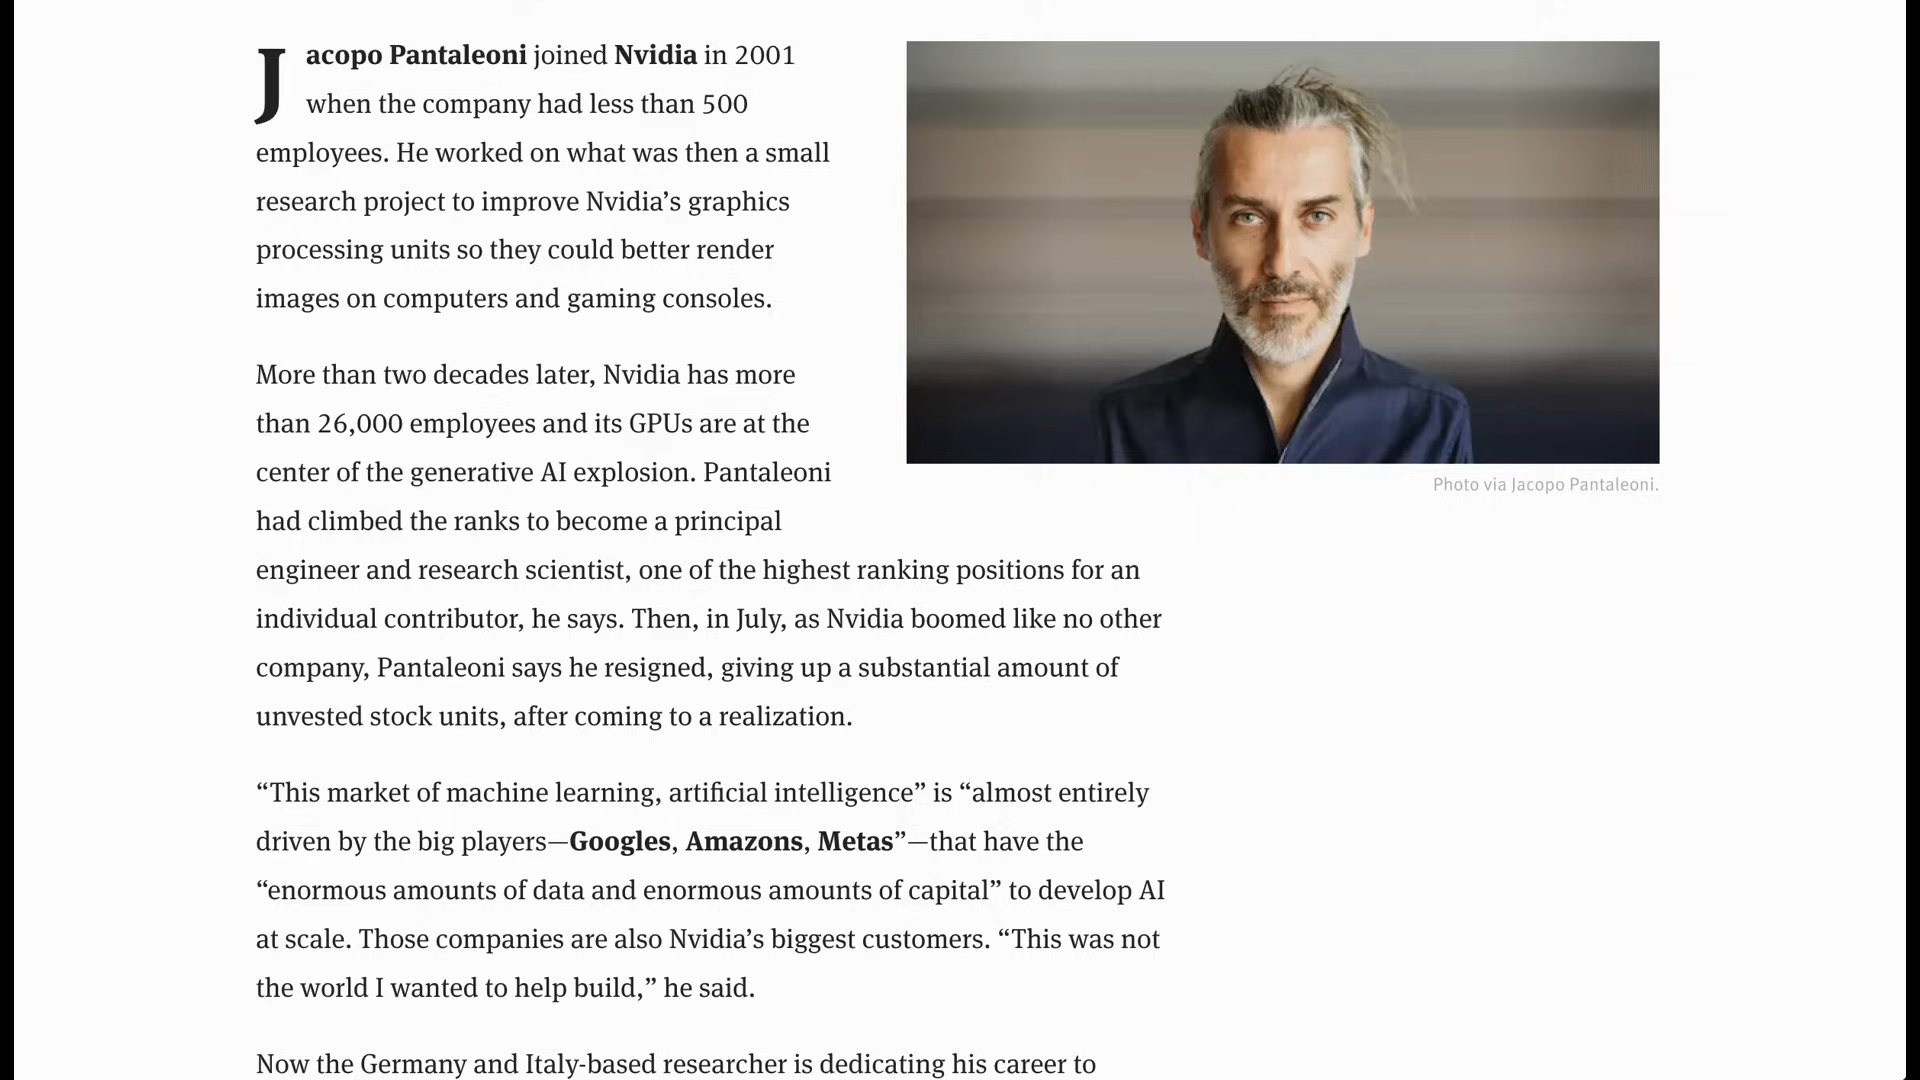 Jacopo Pantaleoni joined Nvidia in 2001
when the company had less than 500
employees. He worked on what was then a small
research project to improve Nvidia’s graphics
processing units so they could better render
images on computers and gaming consoles.
Photo via Jacopo Pantaleoni.
More than two decades later, Nvidia has more
than 26,000 employees and its GPUs are at the
center of the generative AI explosion. Pantaleoni
had climbed the ranks to become a principal
engineer and research scientist, one of the highest ranking positions for an
individual contributor, he says. Then, in July, as Nvidia boomed like no other
company, Pantaleoni says he resigned, giving up a substantial amount of
unvested stock units, after coming to a realization.
“This market of machine learning, artificial intelligence” is “almost entirely
driven by the big players—Googles, Amazons, Metas”—that have the
“enormous amounts of data and enormous amounts of capital” to develop AI
at scale. Those companies are also Nvidia’s biggest customers. “This was not
the world I wanted to help build,” he said.
Now the Germany and Italy-based researcher is dedicating his career to